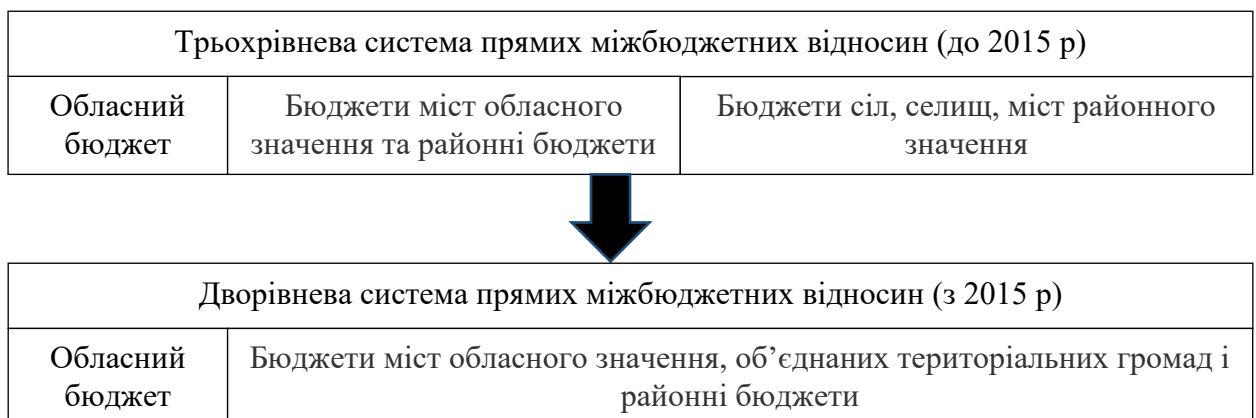 Трьохрівнева система прямих міжбюджетних відносин (до 2015 р)
Обласний
бюджет
Бюджети міст обласного
значення та районні бюджети
Бюджети сіл, селищ, міст районного
значення
Дворівнева система прямих міжбюджетних відносин (з 2015 р)
Обласний
бюджет
Бюджети міст обласного значення, об’єднаних територіальних громад і
районні бюджети